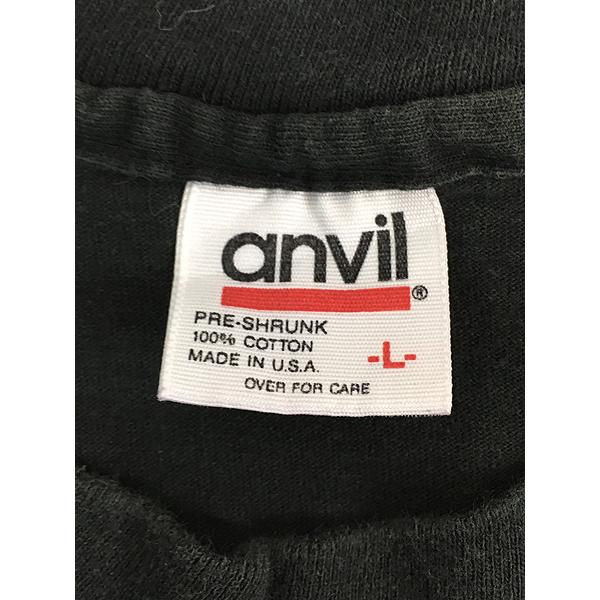 anvil®
PRE-SHRUNK
100% COTTON
MADE IN U.S.A.
-L-
OVER FOR CARE